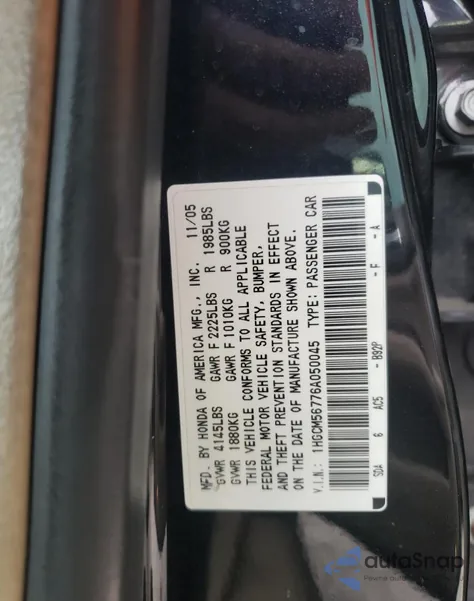 MFD. BY HONDA OF AMERICA MFG., INC. 11/05
GVWR 4145LBS GAWR F 2225LBS R 1985LBS
GVWR 1880KG GAWR F 1010KG R 900KG
THIS VEHICLE CONFORMS TO ALL APPLICABLE
FEDERAL MOTOR VEHICLE SAFETY, BUMPER,
AND THEFT PREVENTION STANDARDS IN EFFECT
ON THE DATE OF MANUFACTURE SHOWN ABOVE.
V.I.N.: 1HGCM56776A050045 TYPE: PASSENGER CAR
SDA 6 AC5 - B92P - F - A
autoSnap